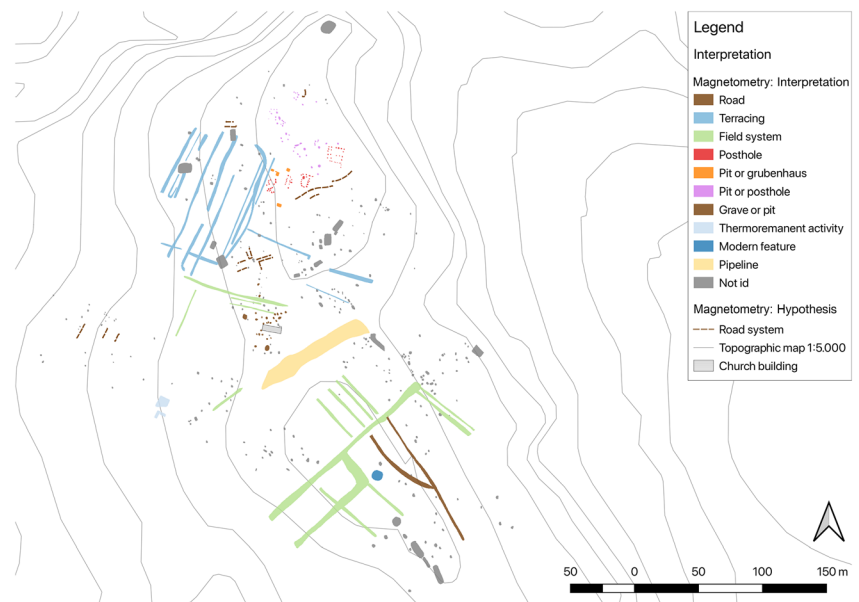 Legend
Interpretation
Magnetometry: Interpretation
Road
Terracing
Field system
Posthole
Pit or grubenhaus
Pit or posthole
Grave or pit
Thermoremanent activity
Modern feature
Pipeline
Not id
Magnetometry: Hypothesis
Road system
Topographic map 1:5.000
Church building
50 0 50 100 150 m